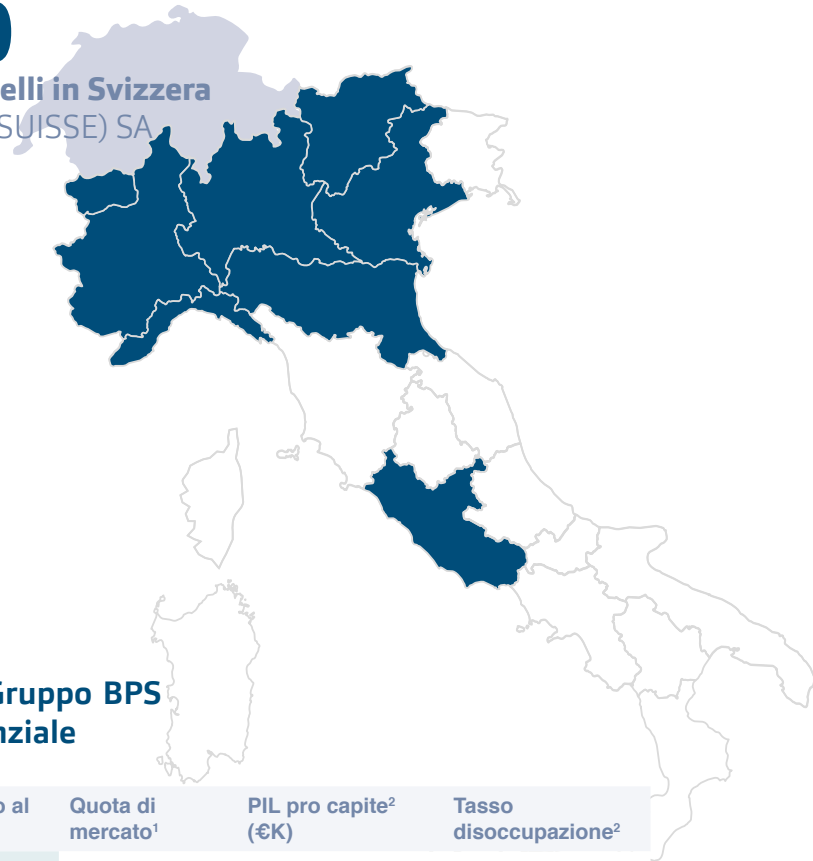 elli in Svizzera
SUISSE) SA
Gruppo BPS
nziale
o al
Quota di
mercato¹
PIL pro capite²
(€K)
Tasso
disoccupazione²